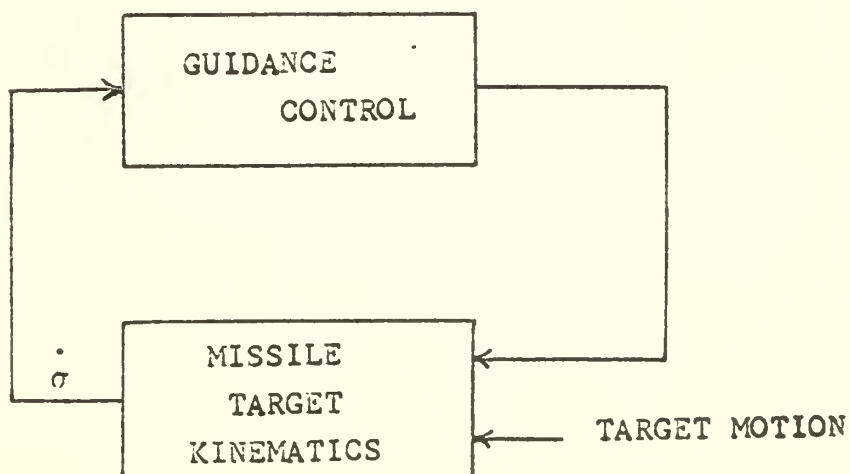 GUIDANCE
CONTROL
σ̇
MISSILE
TARGET
KINEMATICS
TARGET MOTION